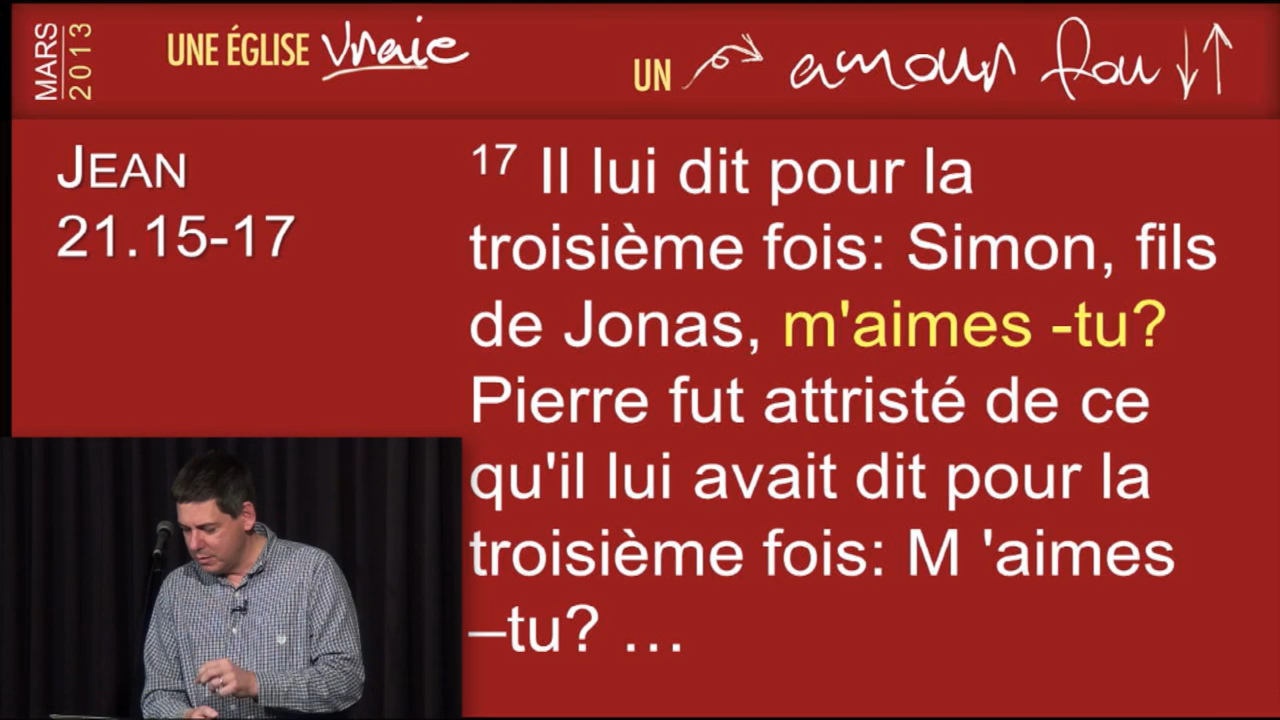 MARS
2013
UNE ÉGLISE vraie
UN amour fou
JEAN
21.15-17
17 Il lui dit pour la
troisième fois: Simon, fils
de Jonas, m'aimes -tu?
Pierre fut attristé de ce
qu'il lui avait dit pour la
troisième fois: M 'aimes
–tu? …